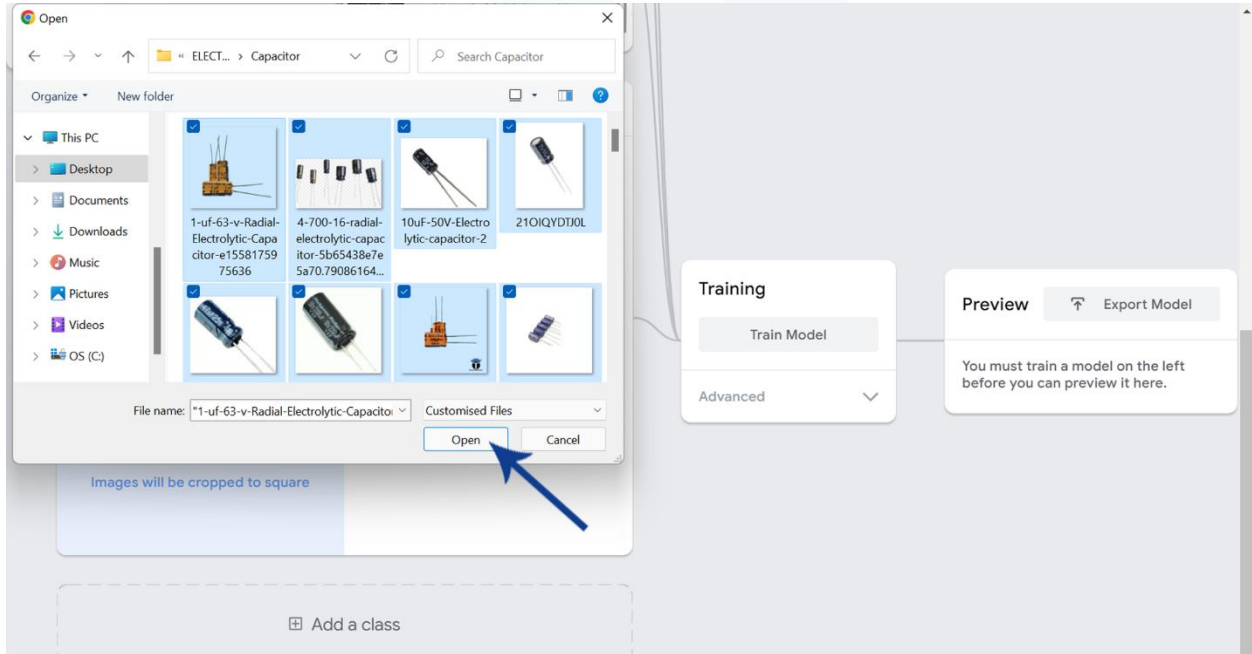 Open
« ELECT... > Capacitor
Search Capacitor
Organize
New folder
This PC
Desktop
Documents
Downloads
Music
Pictures
Videos
OS (C:)
1-uf-63-v-Radial-
Electrolytic-Capa
citor-e15581759
75636
4-700-16-radial-
electrolytic-capac
itor-5b65438e7e
5a70.79086164...
10uF-50V-Electro
lytic-capacitor-2
21OIQYDTJ0L
File name:
"1-uf-63-v-Radial-Electrolytic-Capacitor
Customised Files
Open
Cancel
Images will be cropped to square
Add a class
Training
Train Model
Advanced
Preview
Export Model
You must train a model on the left
before you can preview it here.